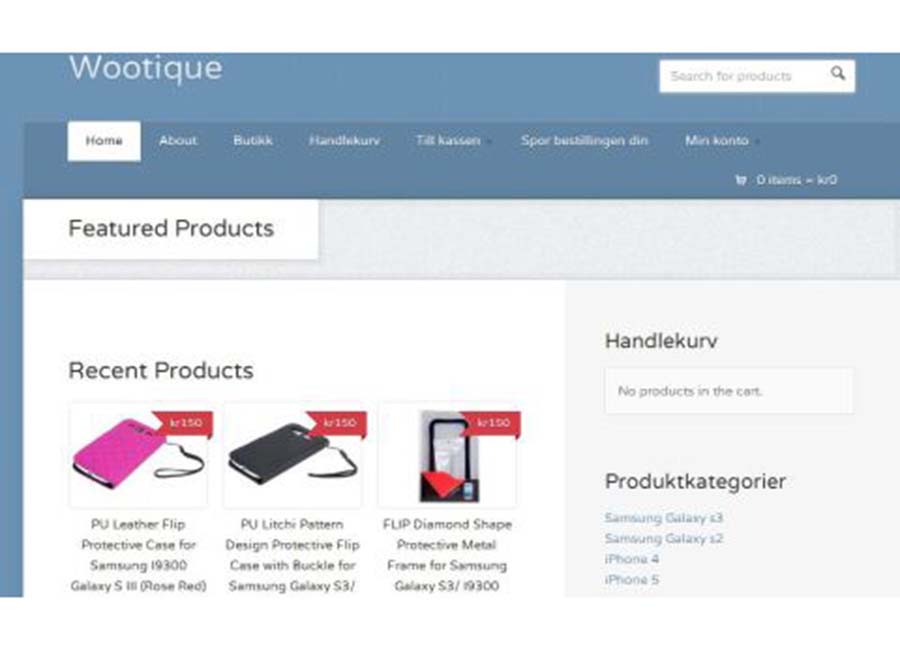 Wootique
Search for products
Home About Butikk Handlekurv Till kassen Spor bestillingen din Min konto
0 items – kr0
Featured Products
Recent Products
kr150
PU Leather Flip
Protective Case for
Samsung I9300
Galaxy S III (Rose Red)
kr150
PU Litchi Pattern
Design Protective Flip
Case with Buckle for
Samsung Galaxy S3/
kr150
FLIP Diamond Shape
Protective Metal
Frame for Samsung
Galaxy S3/ I9300
Handlekurv
No products in the cart.
Produktkategorier
Samsung Galaxy s3
Samsung Galaxy s2
iPhone 4
iPhone 5